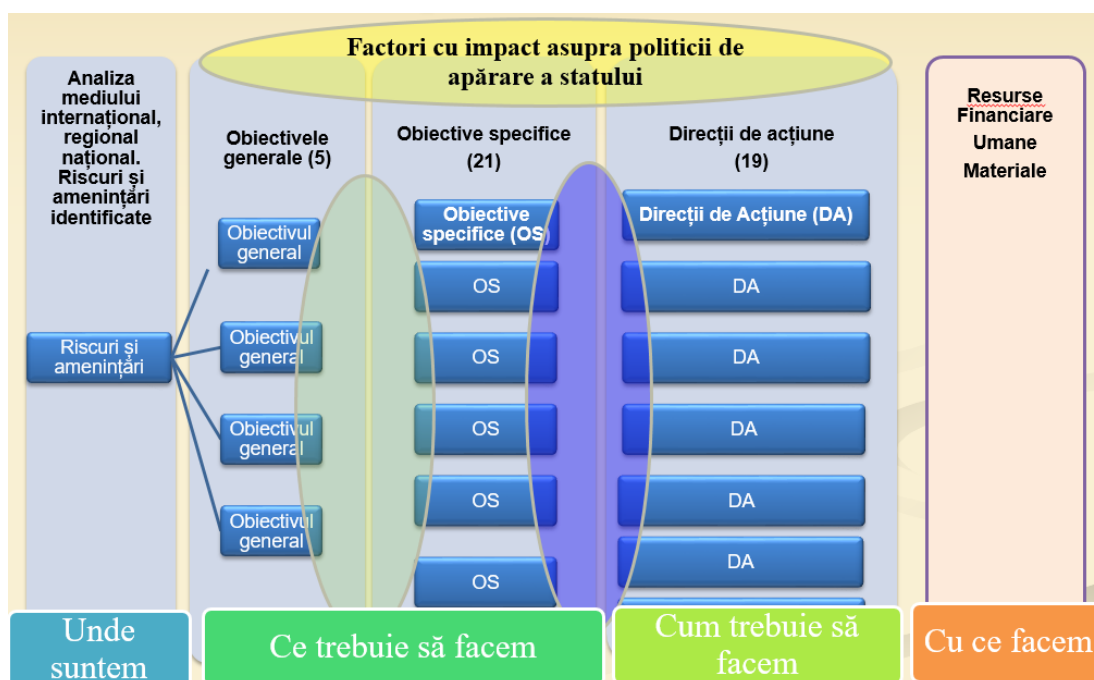 Factori cu impact asupra politicii de
apărare a statului
Analiza
mediului
internațional,
regional
național.
Riscuri și
amenințări
identificate
Obiectivele
generale (5)
Obiective specifice
(21)
Direcții de acțiune
(19)
Resurse
Financiare
Umane
Materiale
Riscuri și
amenințări
Obiectivul
general
Obiectivul
general
Obiectivul
general
Obiectivul
general
Obiective
specifice (OS)
OS
OS
OS
OS
OS
Direcții de Acțiune (DA)
DA
DA
DA
DA
DA
Unde
suntem
Ce trebuie să facem
Cum trebuie să
facem
Cu ce facem